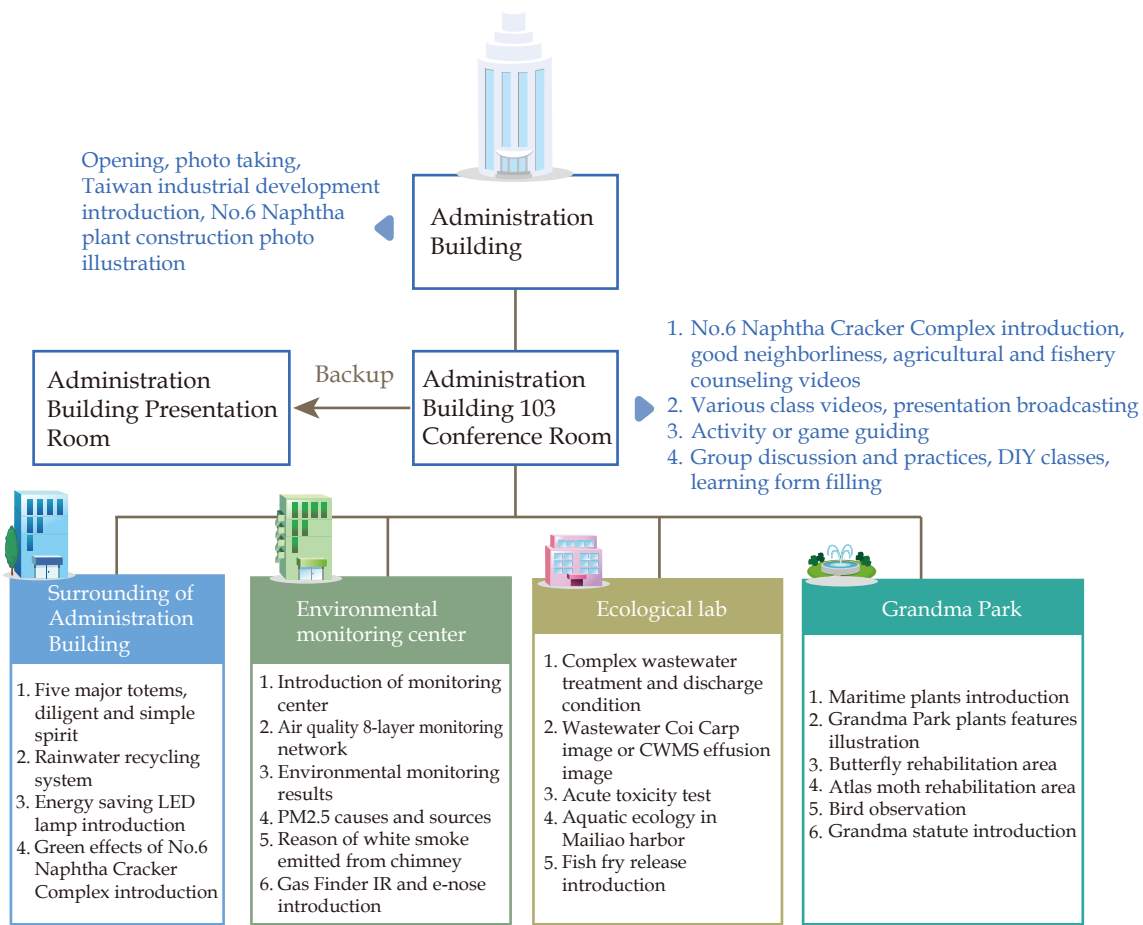 Opening, photo taking,
Taiwan industrial development
introduction, No.6 Naphtha
plant construction photo
illustration
Administration
Building
Administration
Building Presentation
Room
Backup
Administration
Building 103
Conference Room
1. No.6 Naphtha Cracker Complex introduction,
good neighborliness, agricultural and fishery
counseling videos
2. Various class videos, presentation broadcasting
3. Activity or game guiding
4. Group discussion and practices, DIY classes,
learning form filling
Surrounding of
Administration
Building
1. Five major totems,
diligent and simple
spirit
2. Rainwater recycling
system
3. Energy saving LED
lamp introduction
4. Green effects of No.6
Naphtha Cracker
Complex introduction
Environmental
monitoring center
1. Introduction of monitoring
center
2. Air quality 8-layer monitoring
network
3. Environmental monitoring
results
4. PM2.5 causes and sources
5. Reason of white smoke
emitted from chimney
6. Gas Finder IR and e-nose
introduction
Ecological lab
1. Complex wastewater
treatment and discharge
condition
2. Wastewater Coi Carp
image or CWMS effusion
image
3. Acute toxicity test
4. Aquatic ecology in
Mailiao harbor
5. Fish fry release
introduction
Grandma Park
1. Maritime plants introduction
2. Grandma Park plants features
illustration
3. Butterfly rehabilitation area
4. Atlas moth rehabilitation area
5. Bird observation
6. Grandma statute introduction